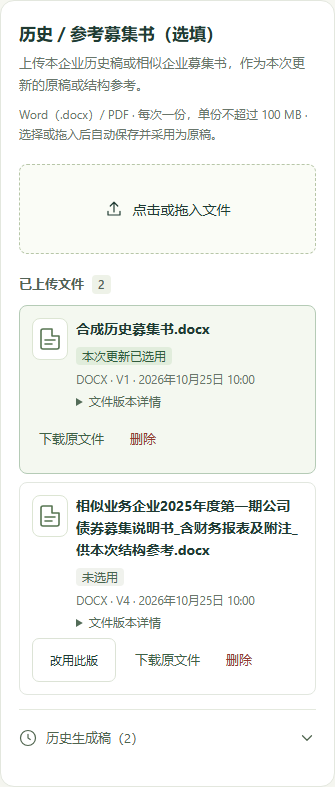 历史 / 参考募集书（选填）
上传本企业历史稿或相似企业募集书，作为本次更
新的原稿或结构参考。
Word（.docx）/ PDF · 每次一份，单份不超过 100 MB ·
选择或拖入后自动保存并采用为原稿。
点击或拖入文件
已上传文件 2
合成历史募集书.docx
本次更新已选用
DOCX · V1 · 2026年10月25日 10:00
▶ 文件版本详情
下载原文件 删除
相似业务企业2025年度第一期公司
债券募集说明书_含财务报表及附注_
供本次结构参考.docx
未选用
DOCX · V4 · 2026年10月25日 10:00
▶ 文件版本详情
改用此版 下载原文件 删除
历史生成稿（2）